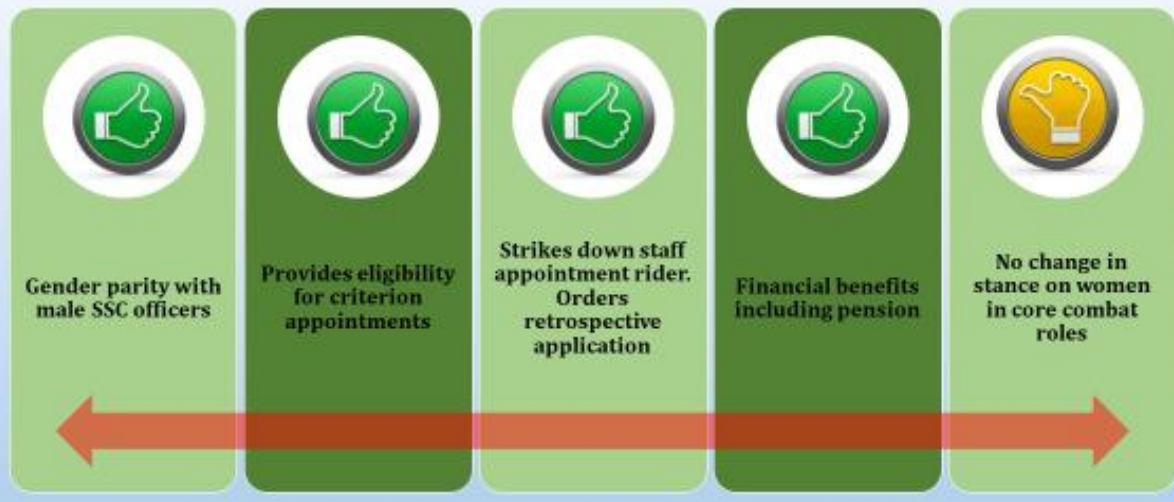 Gender parity with
male SSC officers
Provides eligibility
for criterion
appointments
Strikes down staff
appointment rider.
Orders
retrospective
application
Financial benefits
including pension
No change in
stance on women
in core combat
roles